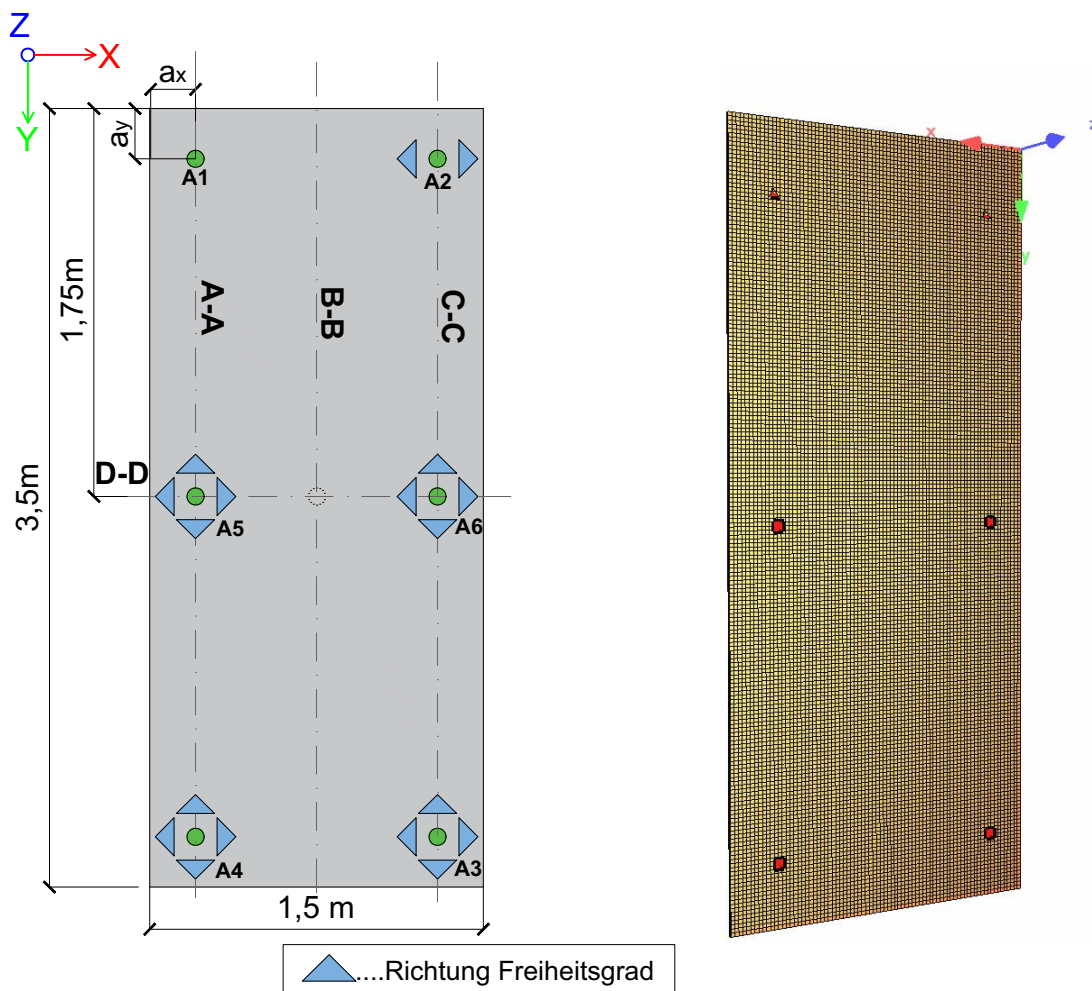 Z
X
Y
ax
ay
A1
A2
1,75m
3,5m
A-A
B-B
C-C
D-D
A5
A6
A4
A3
1,5 m
....Richtung Freiheitsgrad
x
z
y